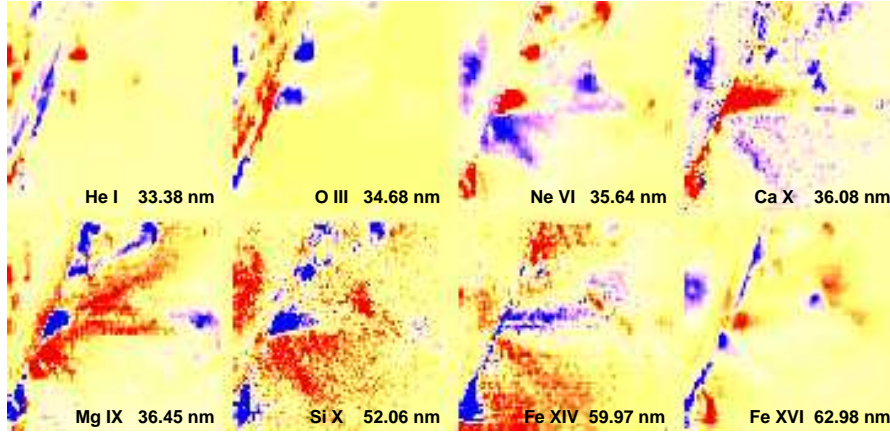 He I 33.38 nm
O III 34.68 nm
Ne VI 35.64 nm
Ca X 36.08 nm
Mg IX 36.45 nm
Si X 52.06 nm
Fe XIV 59.97 nm
Fe XVI 62.98 nm